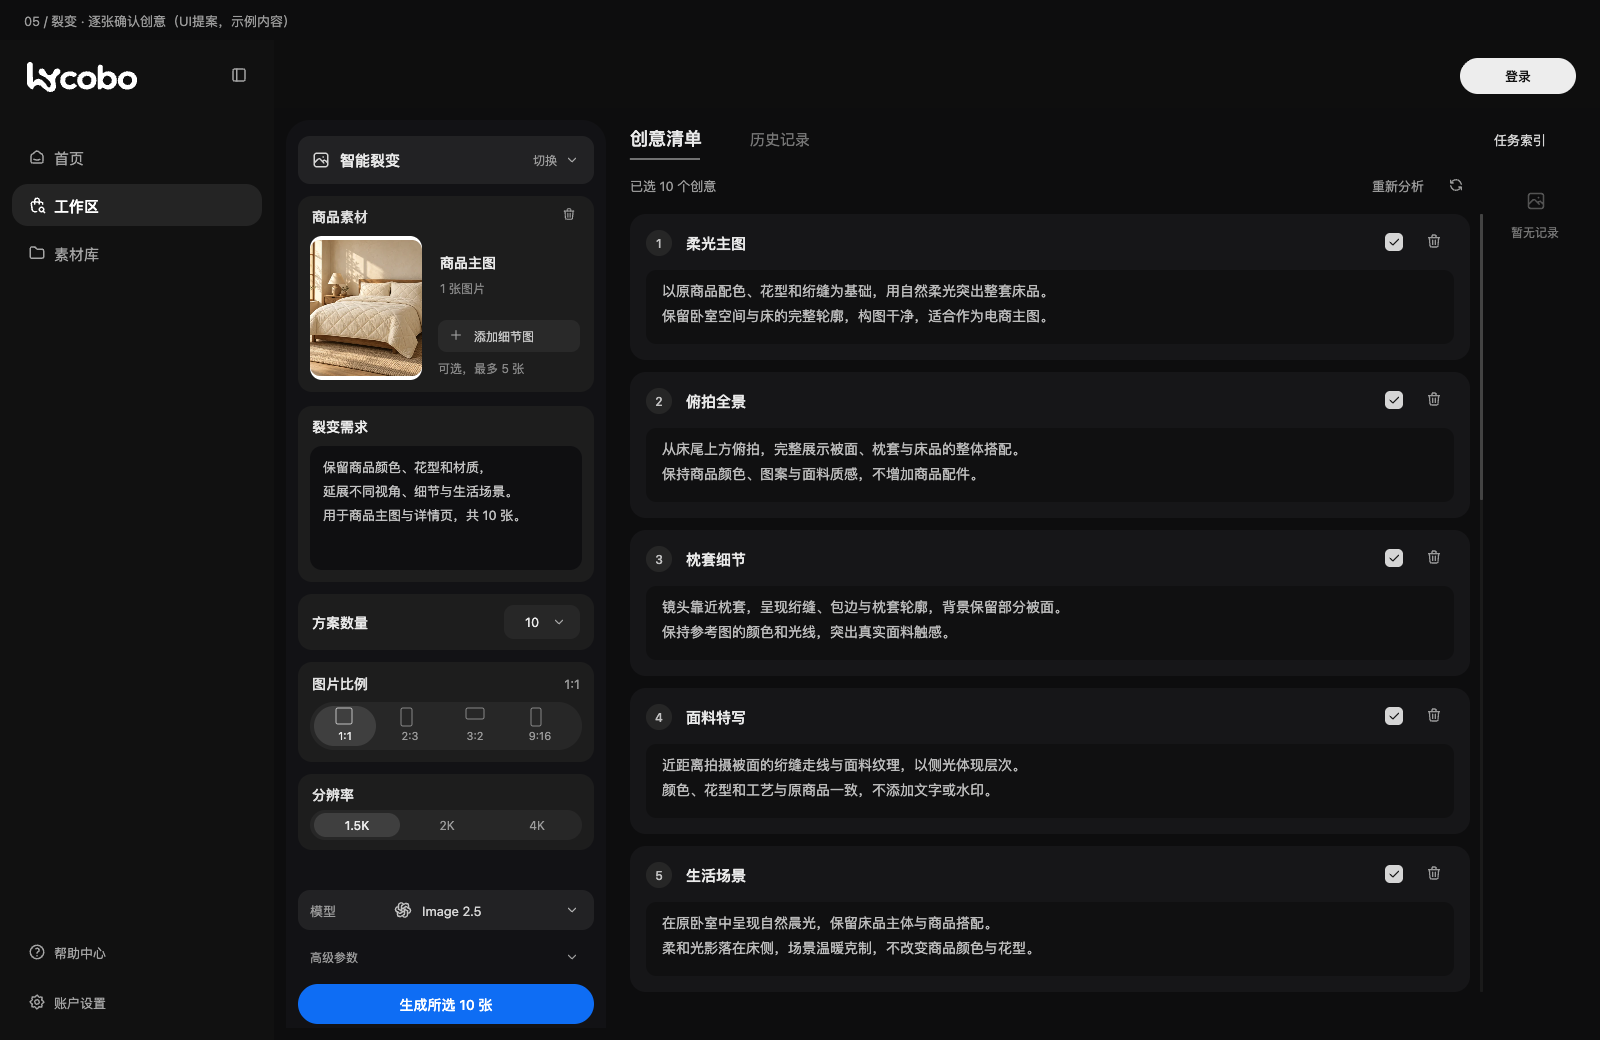 05 / 裂变 · 逐张确认创意（UI提案，示例内容）
lycobo
登录
首页
工作区
素材库
帮助中心
账户设置
智能裂变
切换
商品素材
商品主图
1 张图片
添加细节图
可选，最多 5 张
裂变需求
保留商品颜色、花型和材质，
延展不同视角、细节与生活场景。
用于商品主图与详情页，共 10 张。
方案数量
10
图片比例
1:1
1:1
2:3
3:2
9:16
分辨率
1.5K
2K
4K
模型
Image 2.5
高级参数
生成所选 10 张
创意清单
历史记录
已选 10 个创意
重新分析
1
柔光主图
以原商品配色、花型和绗缝为基础，用自然柔光突出整套床品。
保留卧室空间与床的完整轮廓，构图干净，适合作为电商主图。
2
俯拍全景
从床尾上方俯拍，完整展示被面、枕套与床品的整体搭配。
保持商品颜色、图案与面料质感，不增加商品配件。
3
枕套细节
镜头靠近枕套，呈现绗缝、包边与枕套轮廓，背景保留部分被面。
保持参考图的颜色和光线，突出真实面料触感。
4
面料特写
近距离拍摄被面的绗缝走线与面料纹理，以侧光体现层次。
颜色、花型和工艺与原商品一致，不添加文字或水印。
5
生活场景
在原卧室中呈现自然晨光，保留床品主体与商品搭配。
柔和光影落在床侧，场景温暖克制，不改变商品颜色与花型。
任务索引
暂无记录